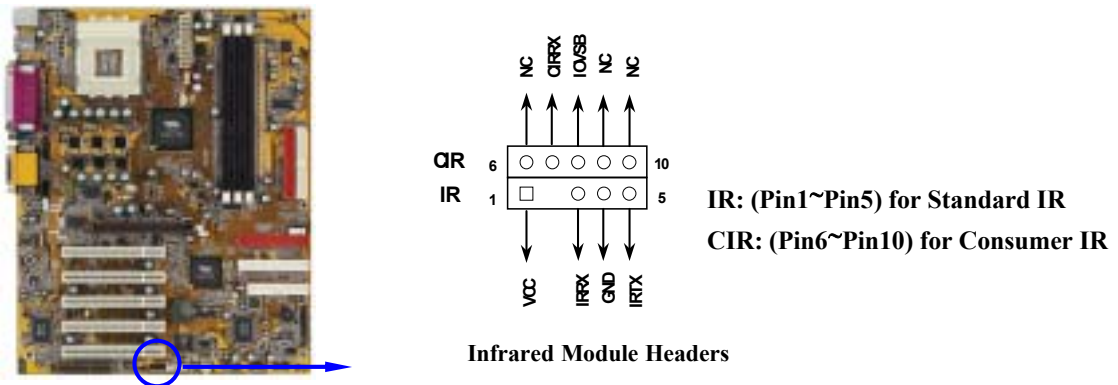 NC CIRRX IOVSB NC NC
CIR 6 10
IR 1 5
VCC IRRX GND IRTX
IR: (Pin1~Pin5) for Standard IR
CIR: (Pin6~Pin10) for Consumer IR
Infrared Module Headers